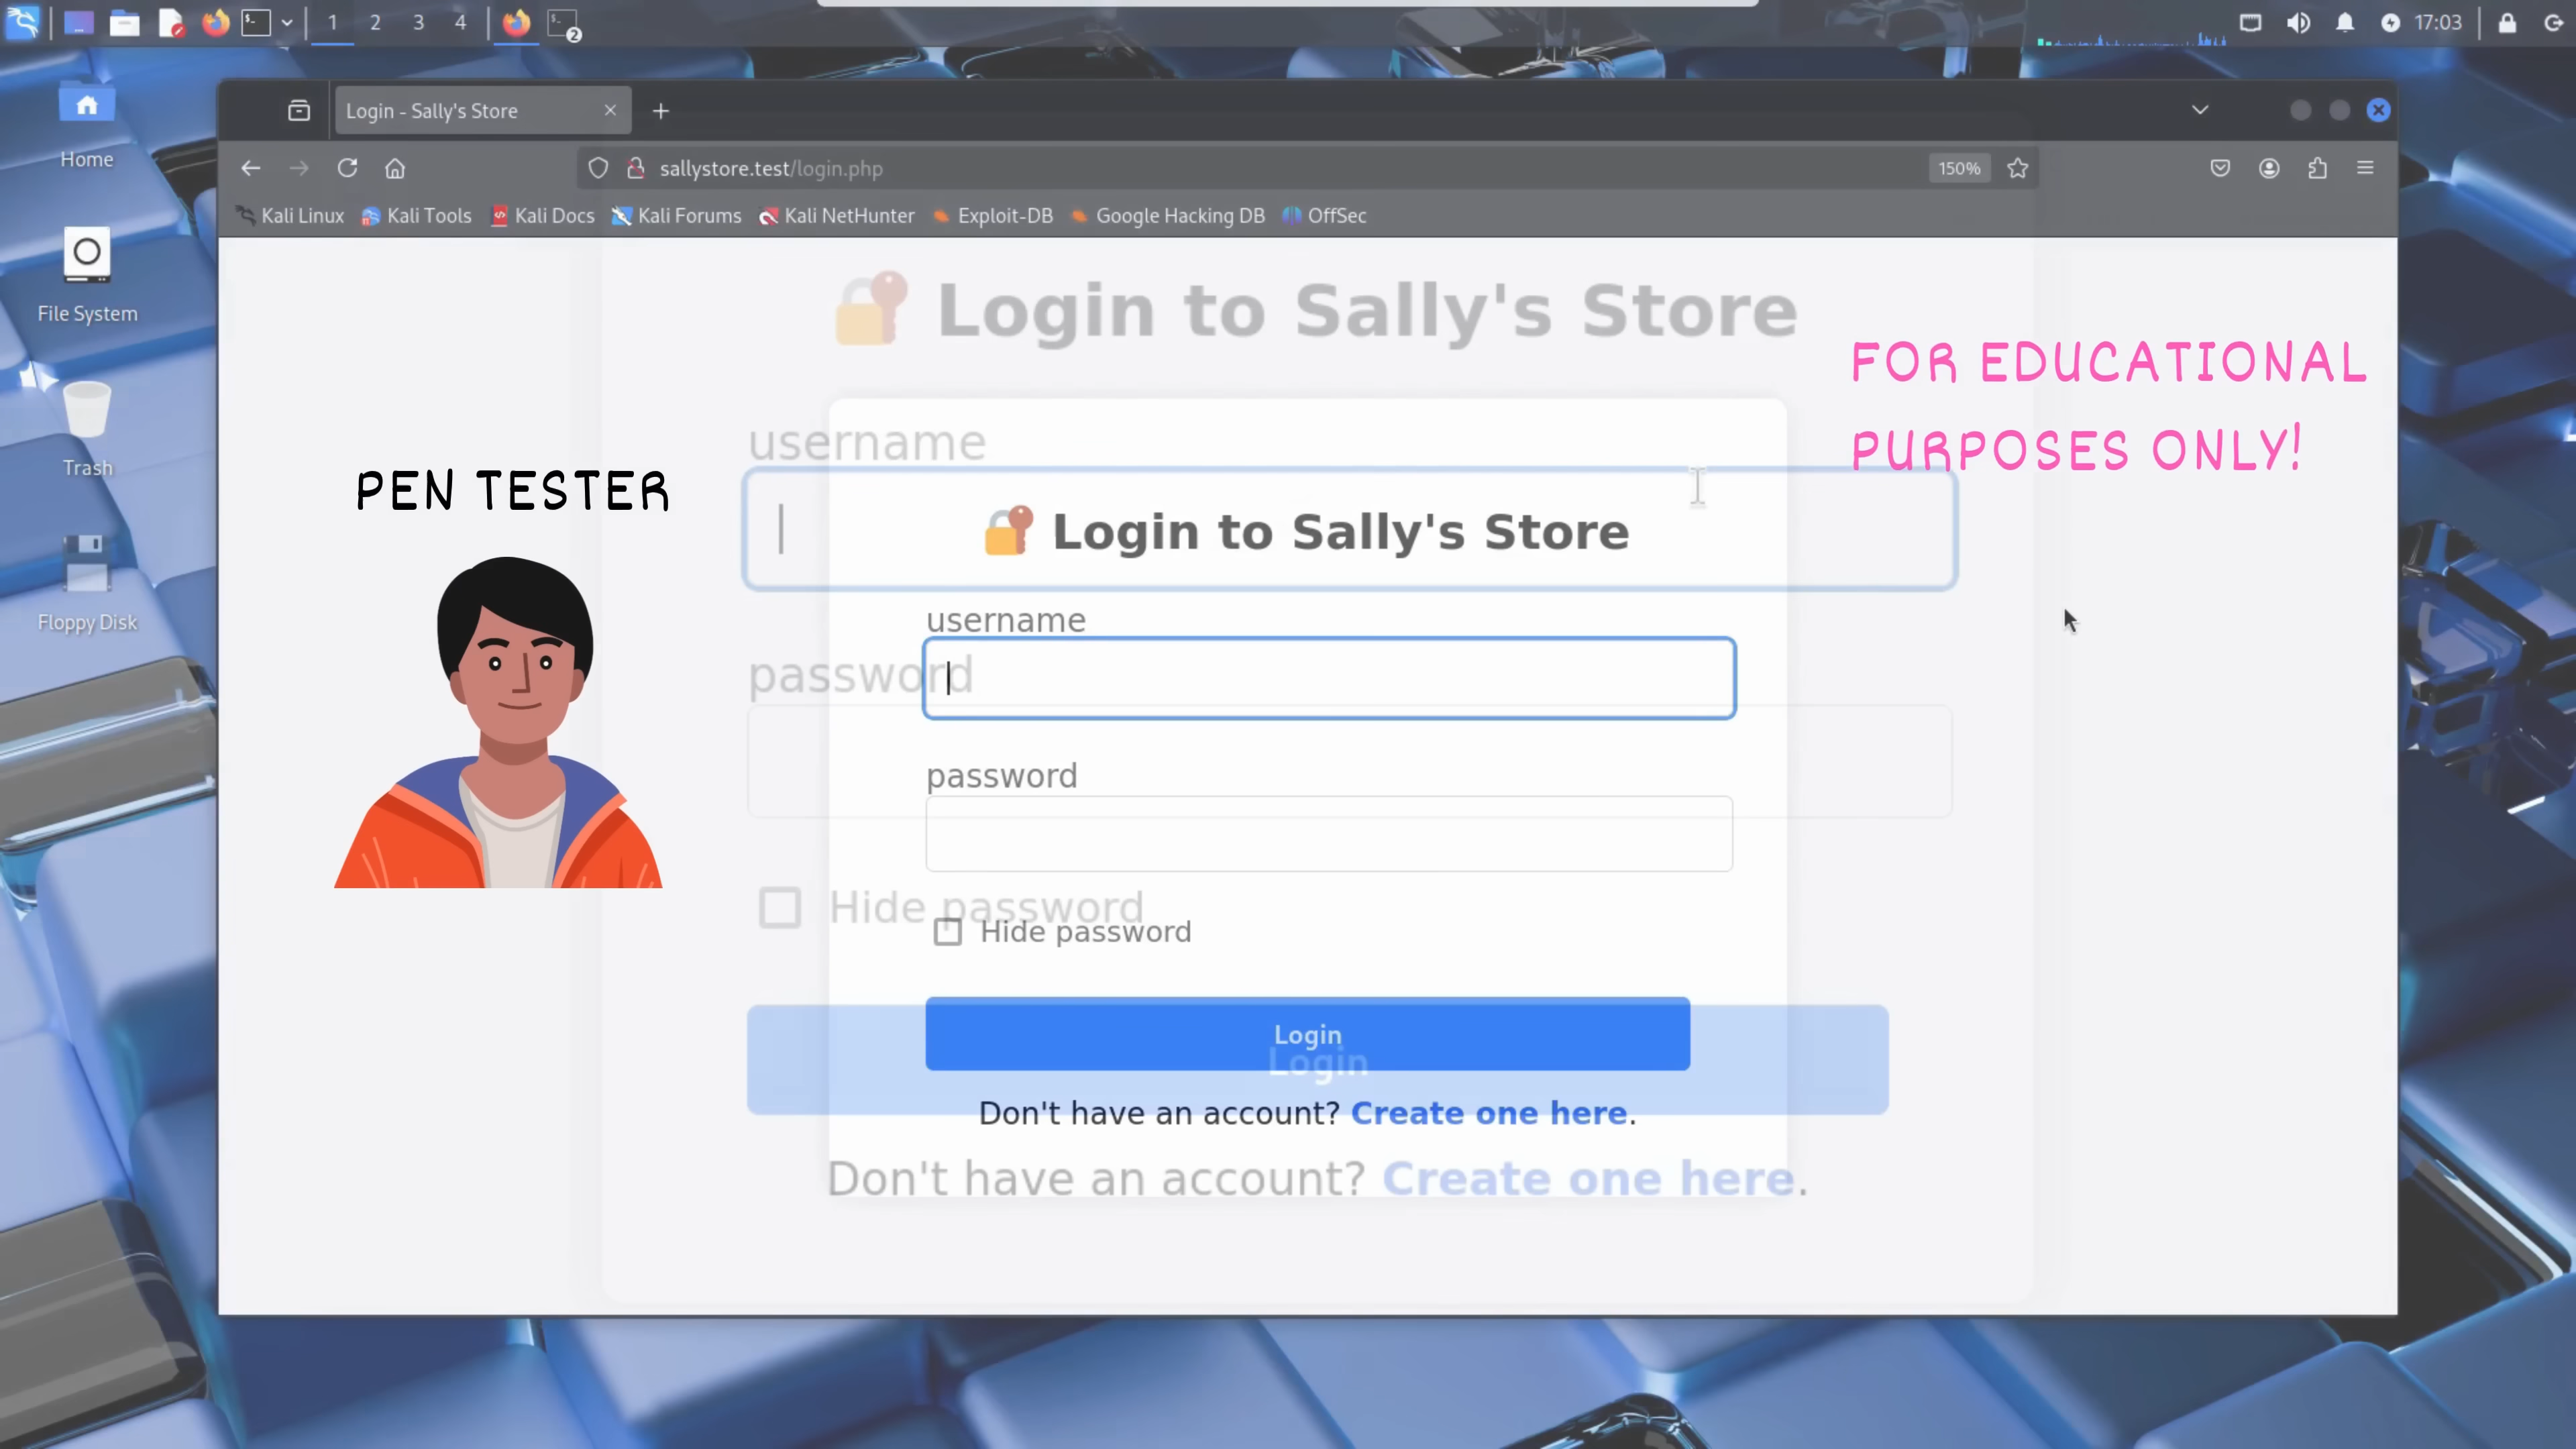 1 2 3 4
2
17:03
Home
File System
Trash
Floppy Disk
Login - Sally's Store
sallystore.test/login.php
150%
Kali Linux Kali Tools Kali Docs Kali Forums Kali NetHunter Exploit-DB Google Hacking DB OffSec
Login to Sally's Store
FOR EDUCATIONAL
PURPOSES ONLY!
username
PEN TESTER
Login to Sally's Store
username
password
password
Hide password
Hide password
Login
Login
Don't have an account? Create one here.
Don't have an account? Create one here.